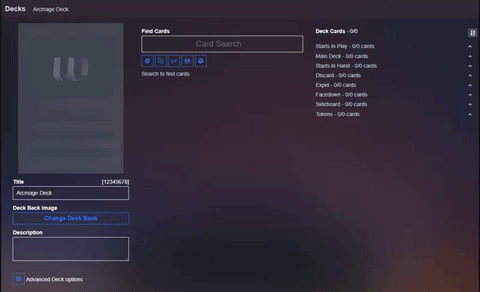 Decks Arcmage Deck
Find Cards
Card Search
Search to find cards
Title [12345678]
Arcmage Deck
Deck Back Image
Change Deck Back
Description
Advanced Deck options
Deck Cards - 0/0
Starts in Play - 0/0 cards
Main Deck - 0/0 cards
Starts in Hand - 0/0 cards
Discard - 0/0 cards
Expel - 0/0 cards
Facedown - 0/0 cards
Sideboard - 0/0 cards
Tokens - 0/0 cards